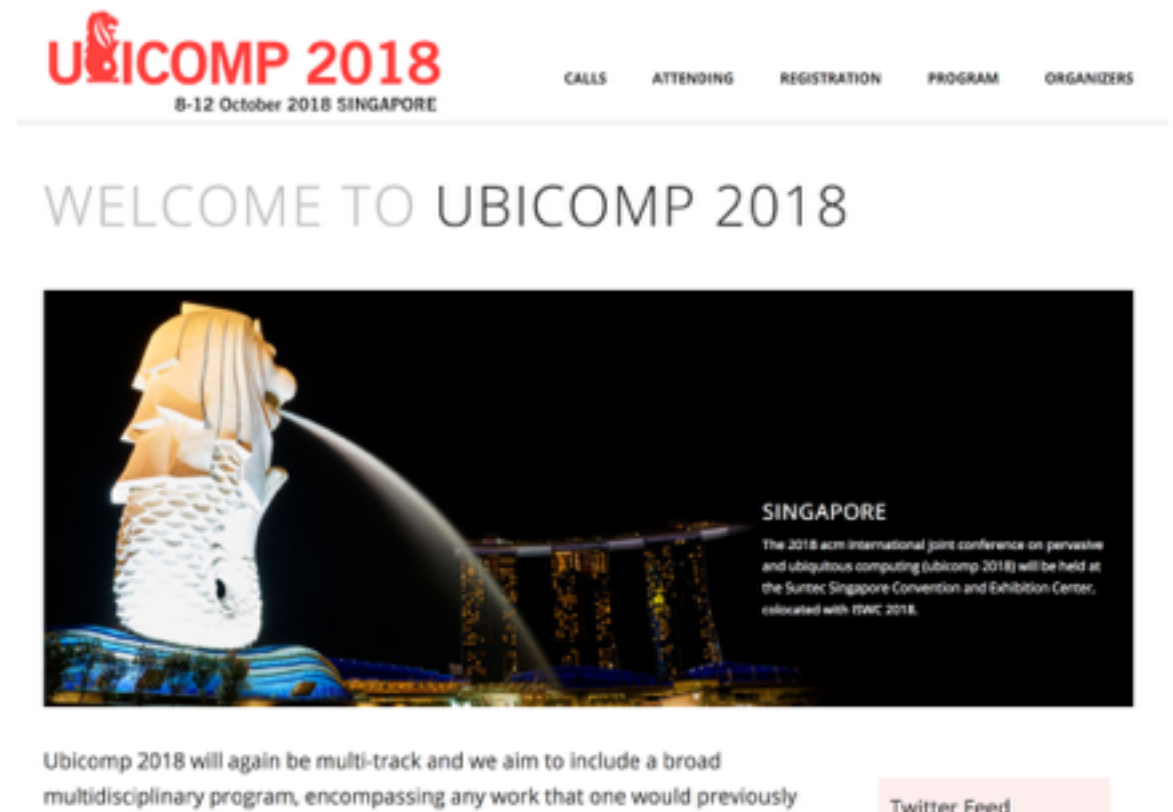 UBICOMP 2018
8-12 October 2018 SINGAPORE
CALLS ATTENDING REGISTRATION PROGRAM ORGANIZERS
WELCOME TO UBICOMP 2018
SINGAPORE
The 2018 acm international joint conference on pervasive
and ubiquitous computing (ubicomp 2018) will be held at
the Suntec Singapore Convention and Exhibition Center,
colocated with ISWC 2018.
Ubicomp 2018 will again be multi-track and we aim to include a broad
multidisciplinary program, encompassing any work that one would previously
Twitter Feed